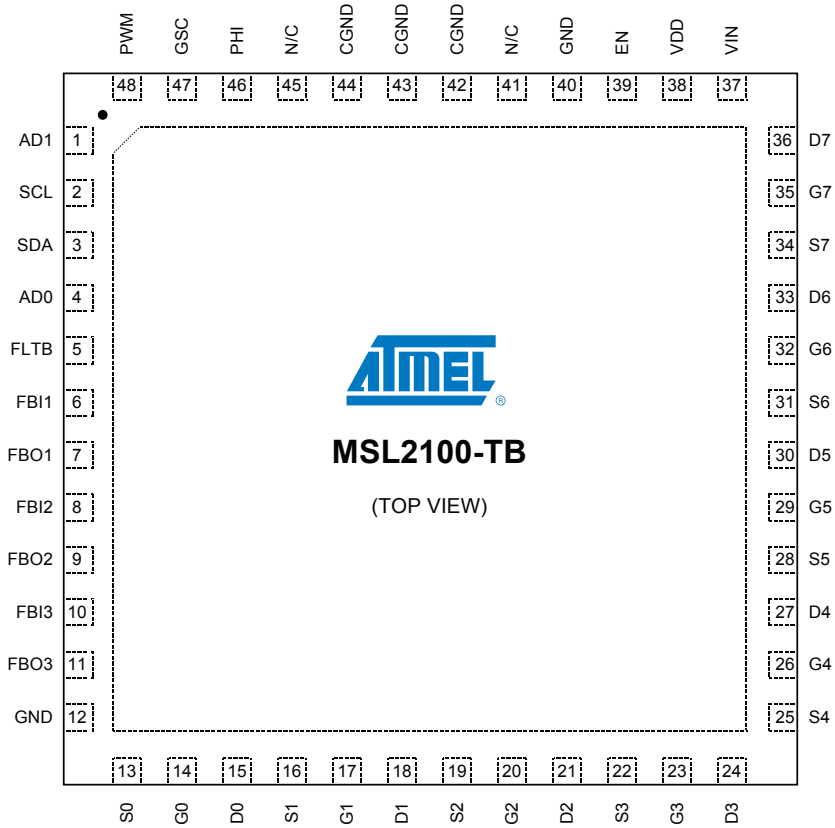 PWM GSC PHI N/C CGND CGND CGND N/C GND EN VDD VIN
48 47 46 45 44 43 42 41 40 39 38 37
AD1 1 36 D7
SCL 2 35 G7
SDA 3 34 S7
AD0 4 33 D6
FLTB 5 32 G6
FBI1 6 31 S6
FBO1 7 30 D5
FBI2 8 29 G5
FBO2 9 28 S5
FBI3 10 27 D4
FBO3 11 26 G4
GND 12 25 S4
ATMEL ®
MSL2100-TB
(TOP VIEW)
13 14 15 16 17 18 19 20 21 22 23 24
S0 G0 D0 S1 G1 D1 S2 G2 D2 S3 G3 D3